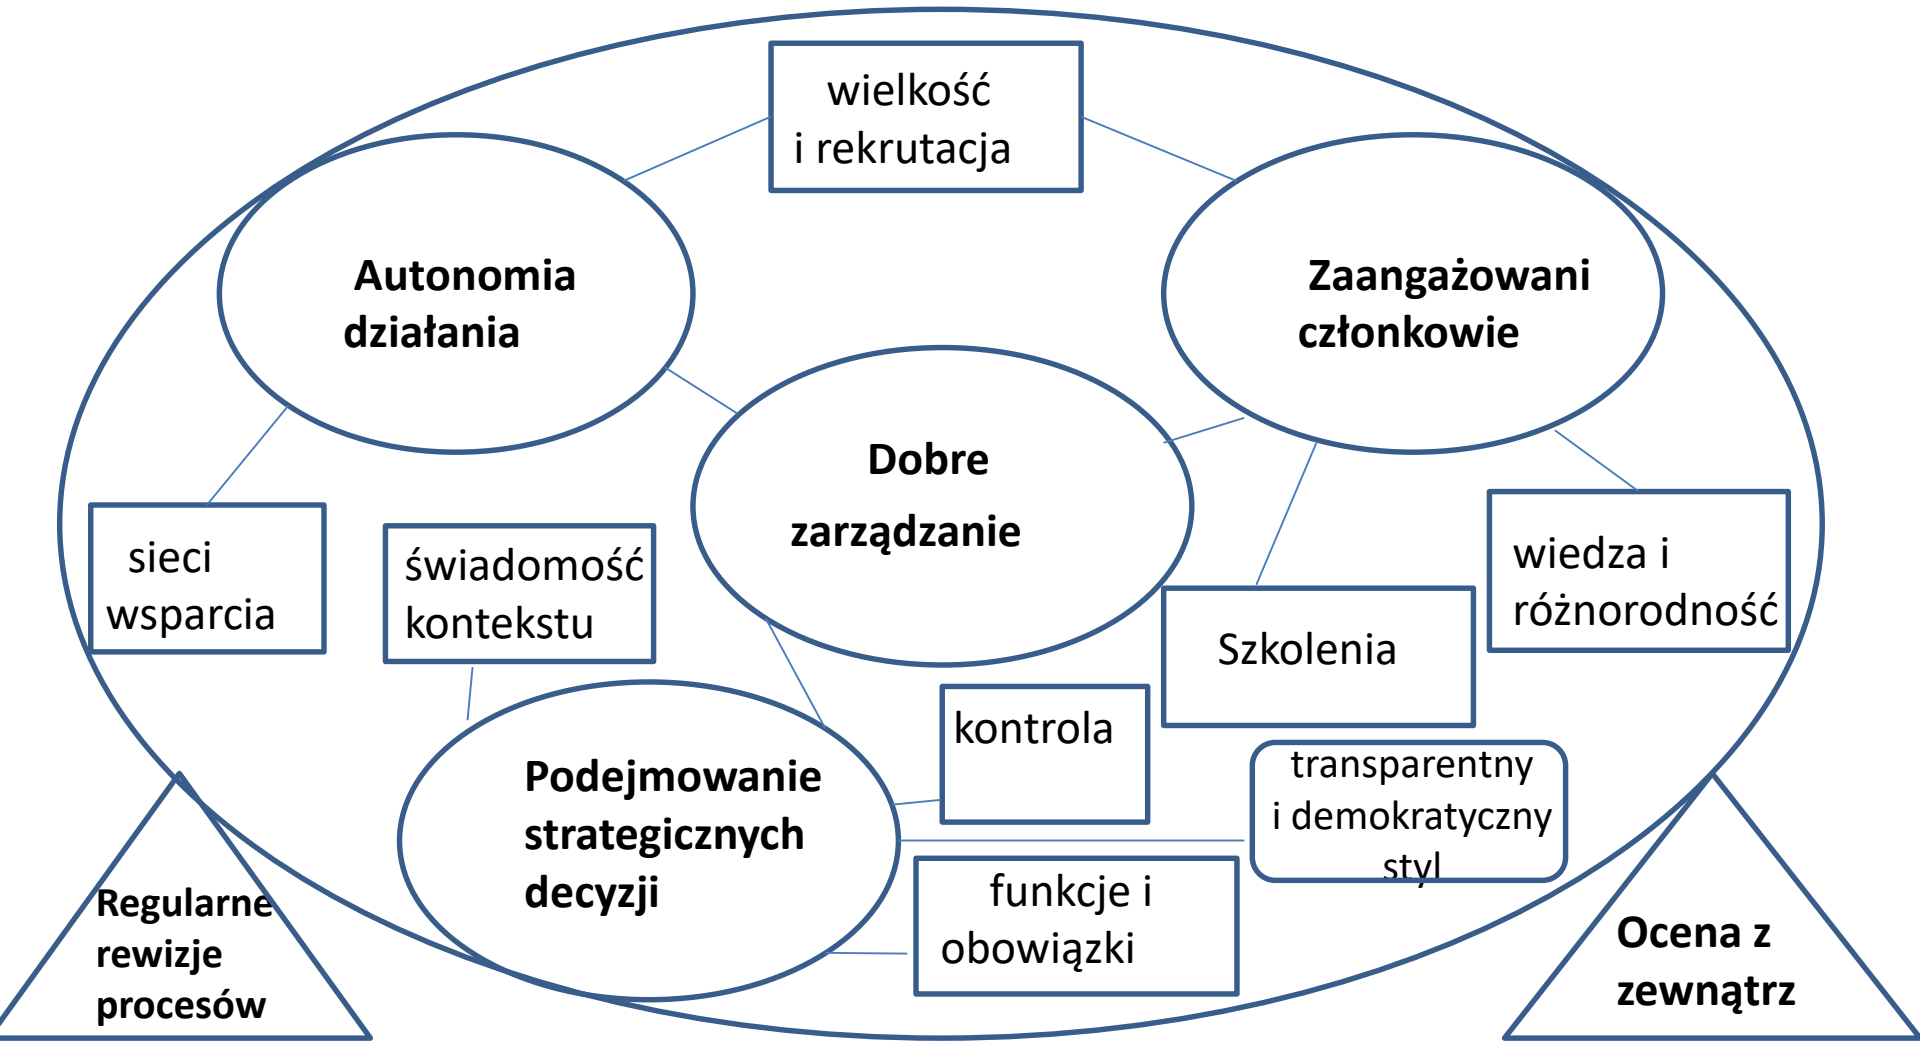 wielkość
i rekrutacja
Autonomia
działania
Zaangażowani
członkowie
Dobre
zarządzanie
sieci
wsparcia
świadomość
kontekstu
wiedza i
różnorodność
Szkolenia
kontrola
transparentny
i demokratyczny
styl
Podejmowanie
strategicznych
decyzji
funkcje i
obowiązki
Regularne
rewizje
procesów
Ocena z
zewnątrz